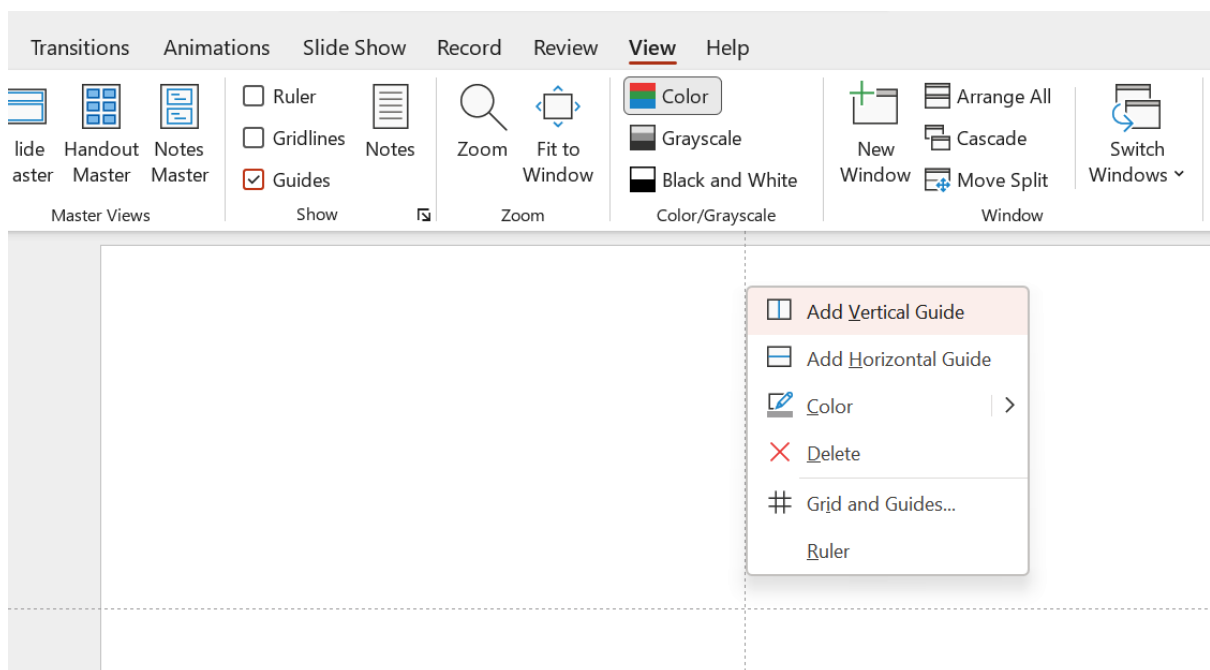 Transitions Animations Slide Show Record Review View Help
Ruler
Gridlines
Guides
lide
aster
Handout
Master
Notes
Master
Notes
Zoom
Fit to
Window
Color
Grayscale
Black and White
New
Window
Arrange All
Cascade
Move Split
Switch
Windows
Master Views Show Zoom Color/Grayscale Window
Add Vertical Guide
Add Horizontal Guide
Color
Delete
Grid and Guides...
Ruler